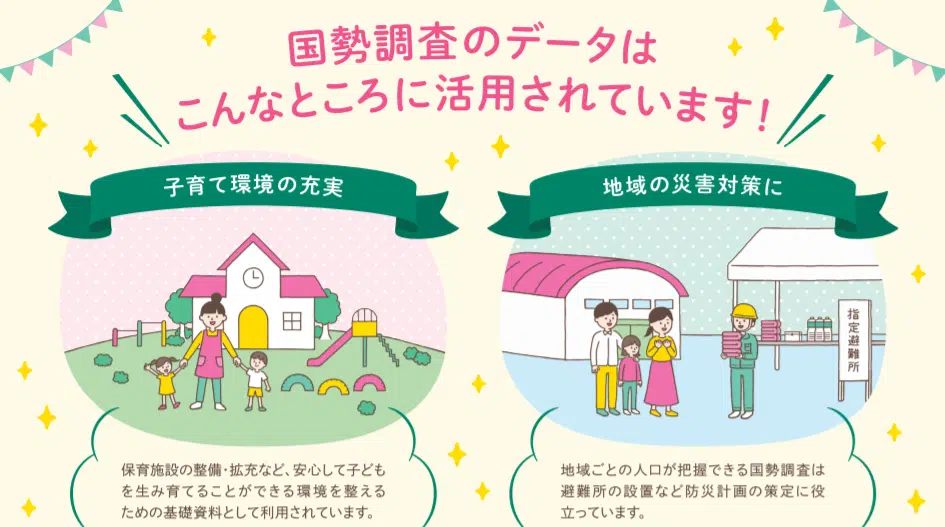 国勢調査のデータは
こんなところに活用されています!
子育て環境の充実
保育施設の整備・拡充など、安心して子ども
を生み育てることができる環境を整える
ための基礎資料として利用されています。
地域の災害対策に
指定避難所
地域ごとの人口が把握できる国勢調査は
避難所の設置など防災計画の策定に役
立っています。